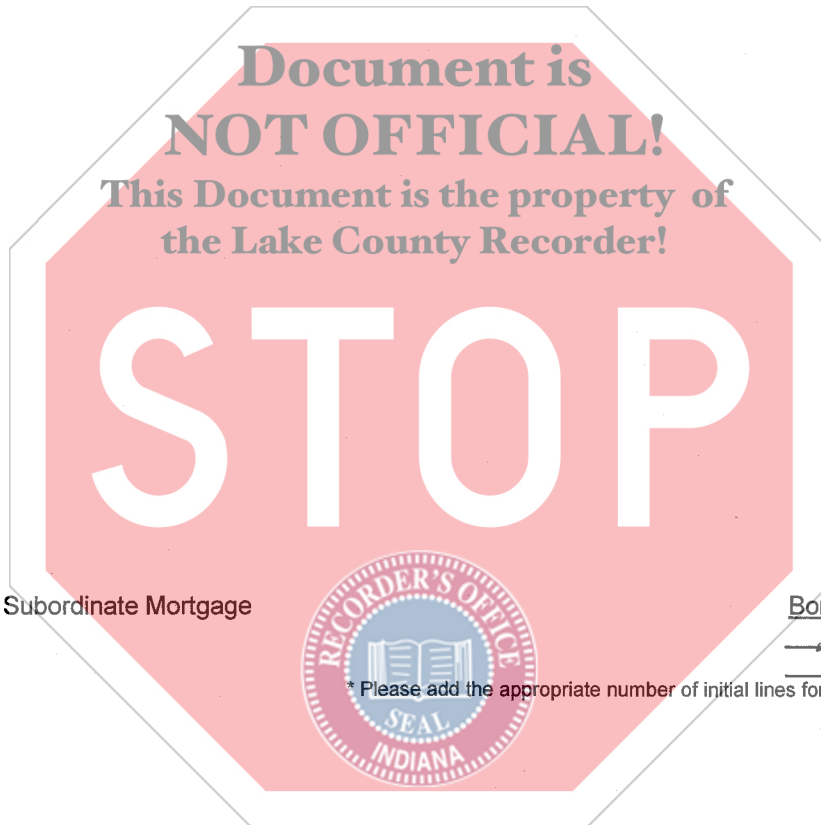 Document is
NOT OFFICIAL!
This Document is the property of
the Lake County Recorder!
STOP
RECORDER'S OFFICE
Subordinate Mortgage
* Please add the appropriate number of initial lines for
SEAL
INDIANA